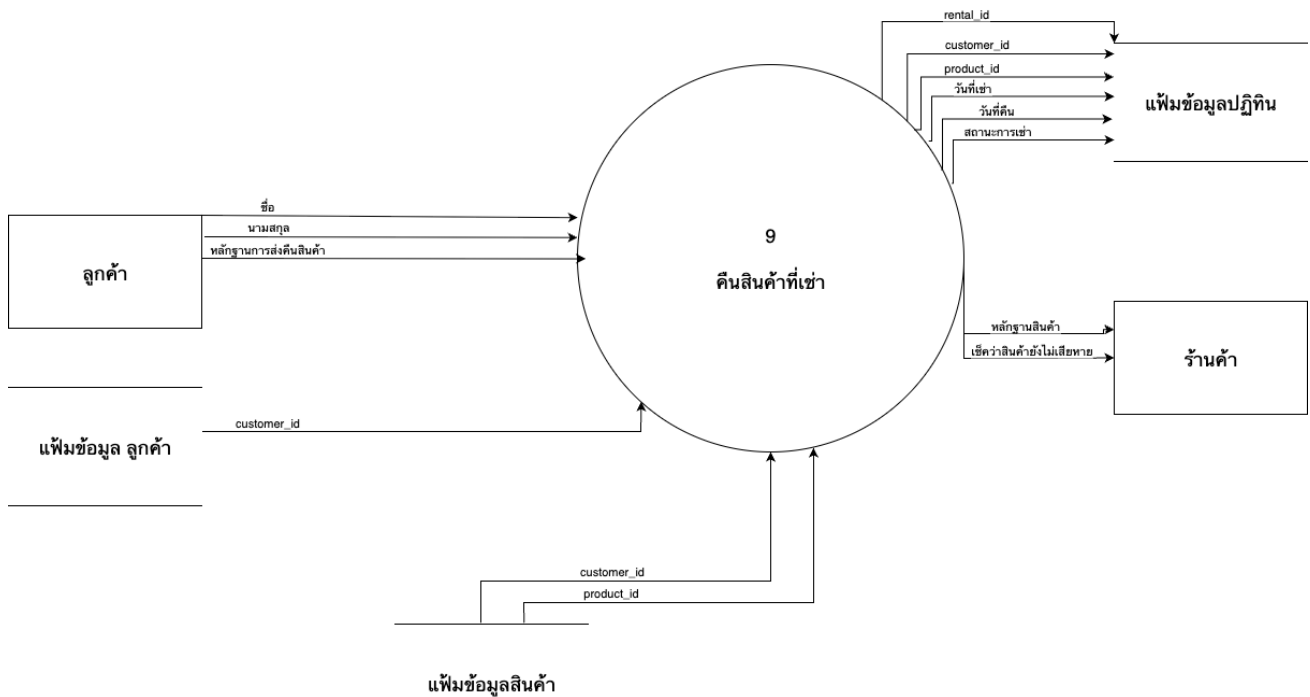 rental_id
customer_id
product_id
วันที่เช่า
วันที่คืน
สถานะการเช่า
แฟ้มข้อมูลปฏิทิน
ชื่อ
นามสกุล
หลักฐานการส่งคืนสินค้า
ลูกค้า
9
คืนสินค้าที่เช่า
หลักฐานสินค้า
เช็คว่าสินค้ายังไม่เสียหาย
ร้านค้า
customer_id
แฟ้มข้อมูล ลูกค้า
customer_id
product_id
แฟ้มข้อมูลสินค้า